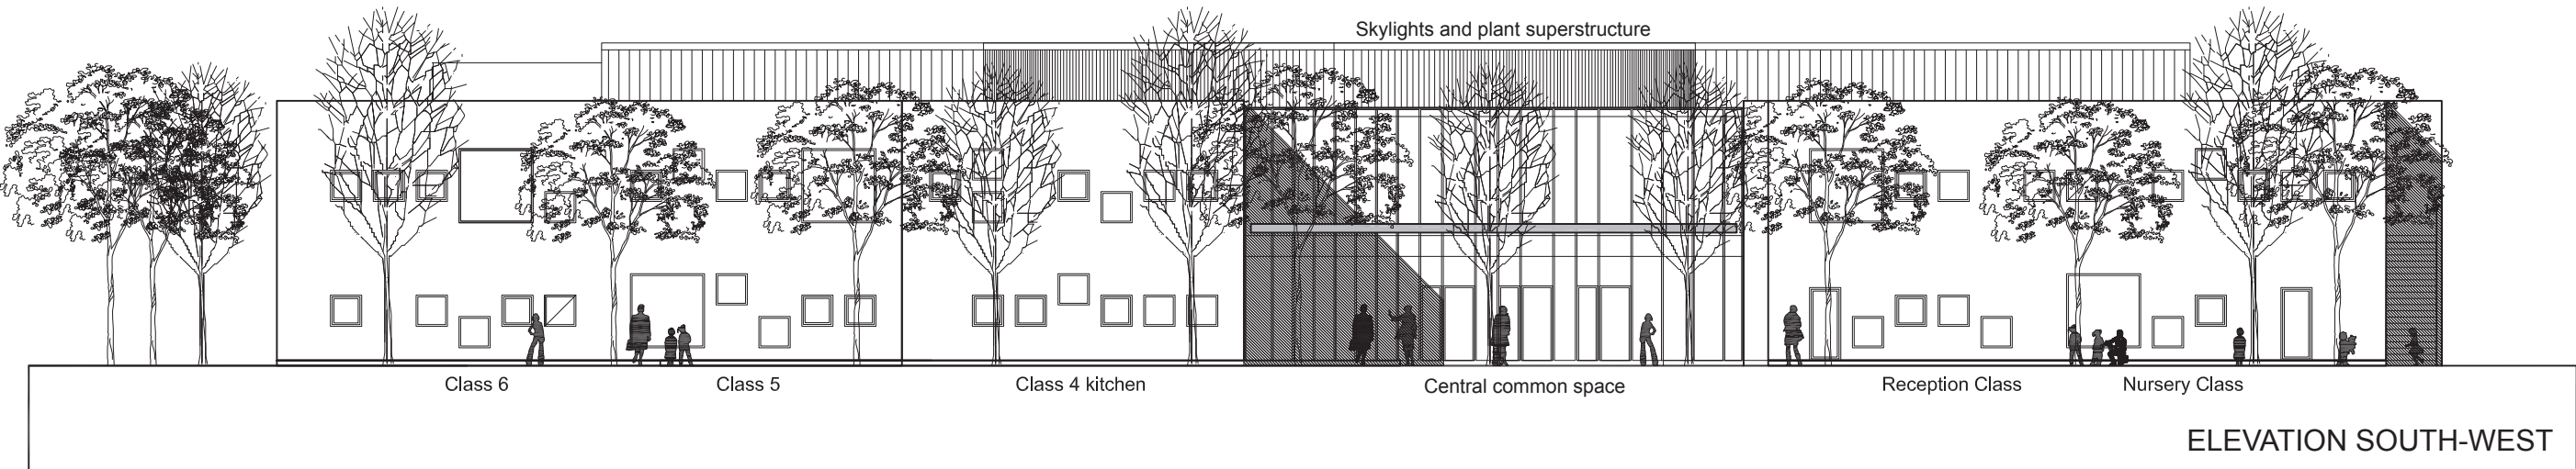 Skylights and plant superstructure
Class 6
Class 5
Class 4 kitchen
Central common space
Reception Class
Nursery Class
ELEVATION SOUTH-WEST